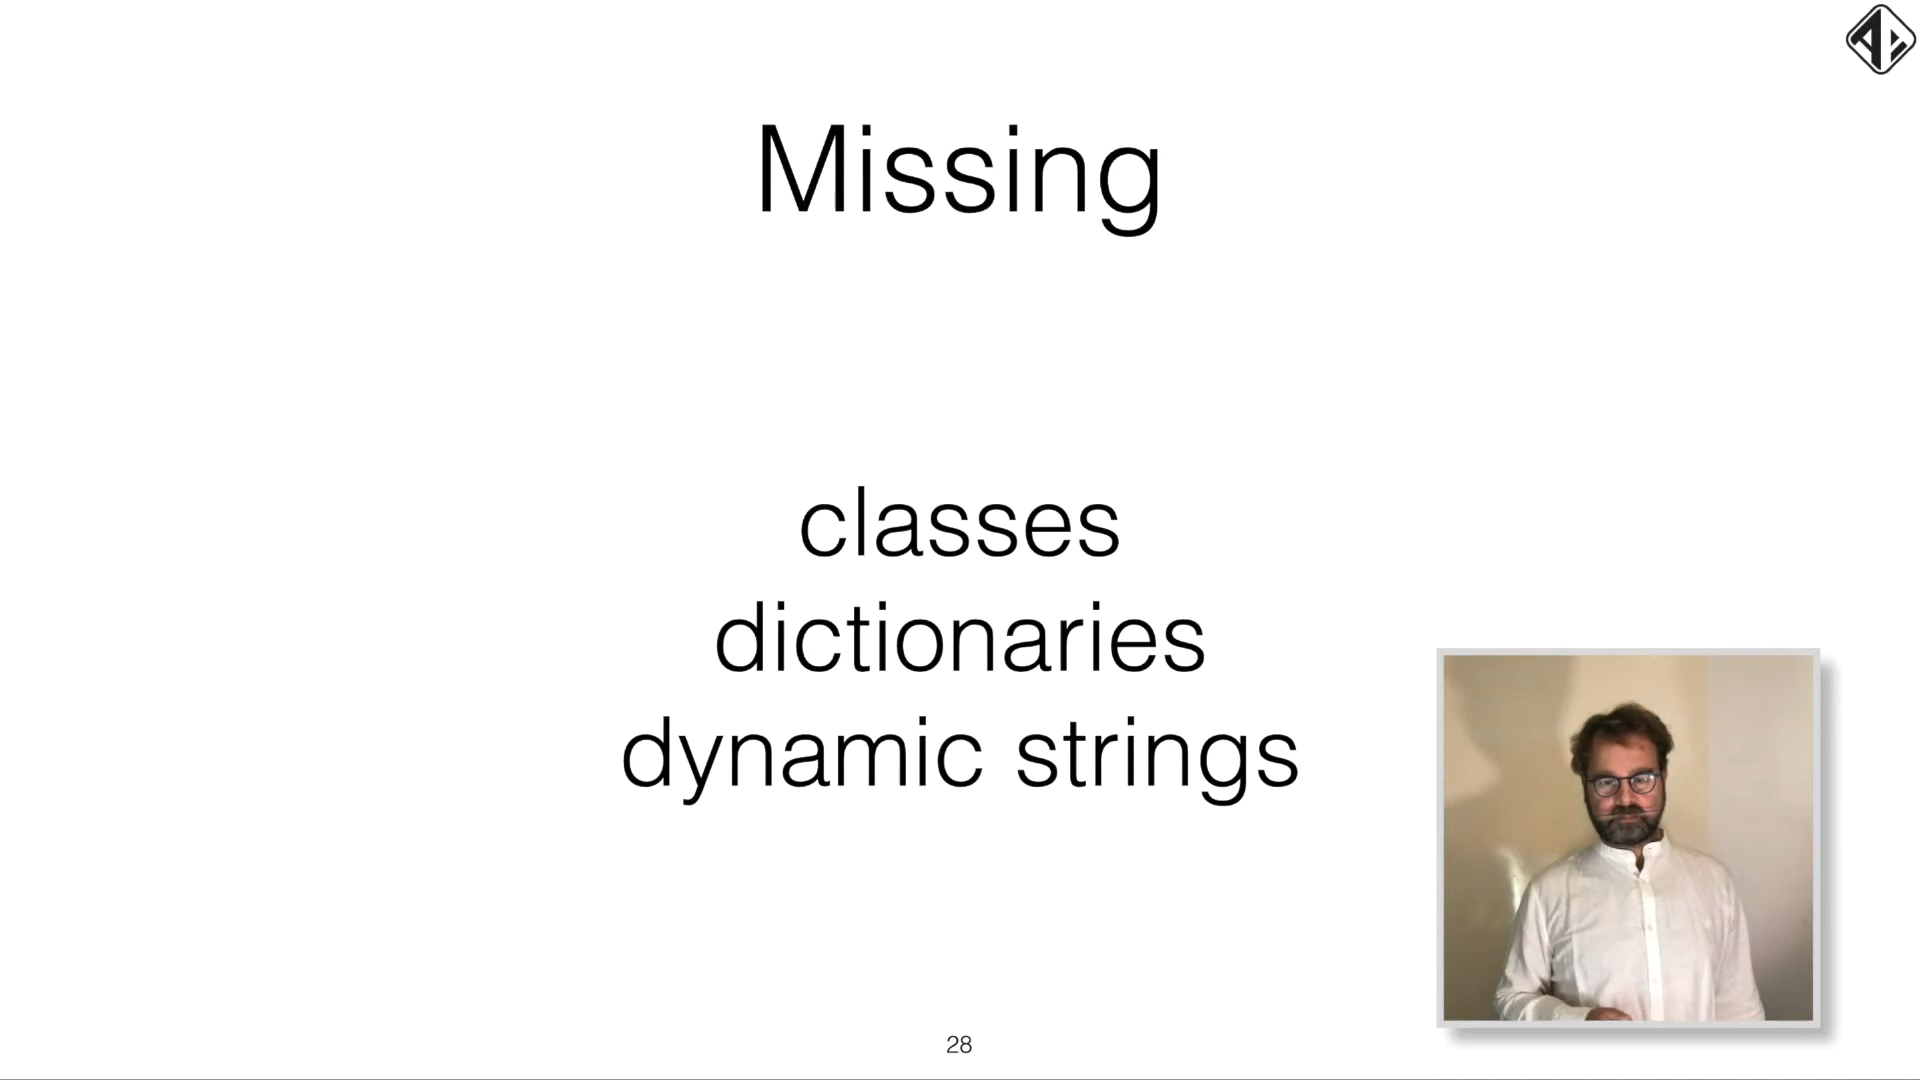 Missing
classes
dictionaries
dynamic strings
28